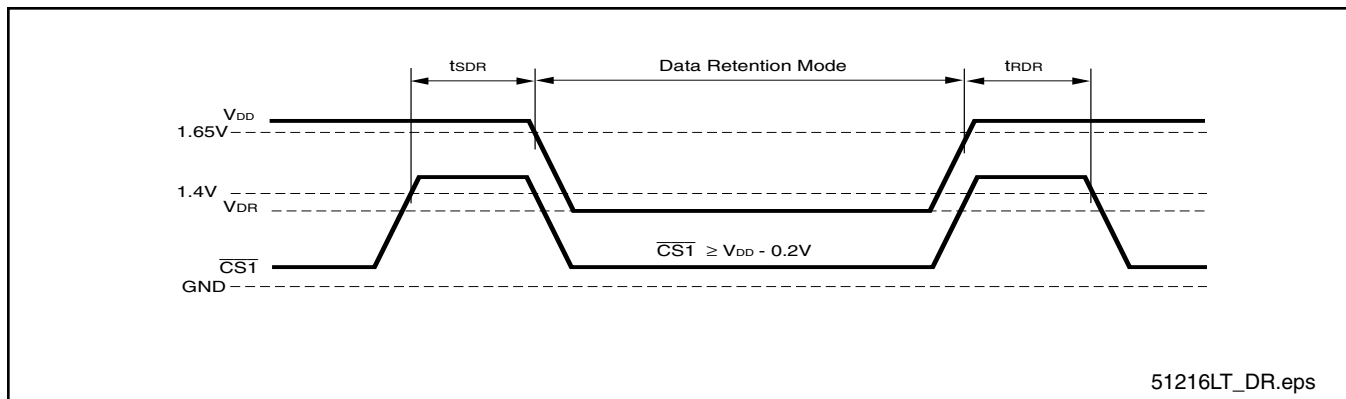 tSDR Data Retention Mode tRDR
VDD
1.65V
1.4V
VDR
CS1 ≥ VDD - 0.2V
CS1
GND
51216LT_DR.eps